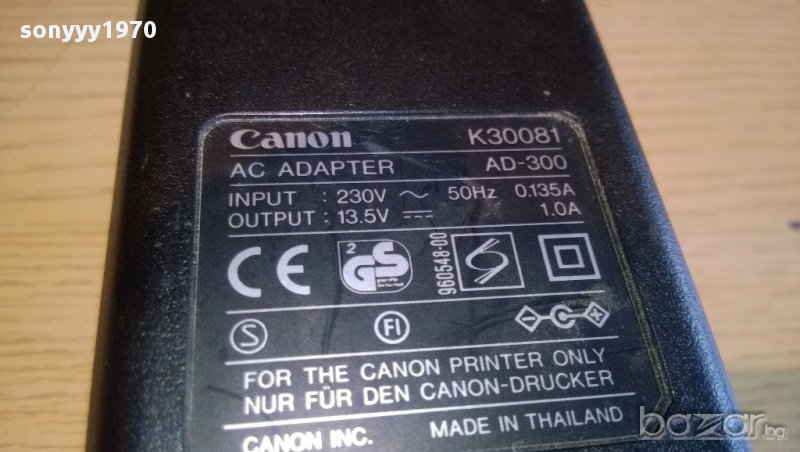 sonyyy1970
Canon K30081
AC ADAPTER AD-300
INPUT : 230V ~ 50Hz 0.135A
OUTPUT : 13.5V ⎓ 1.0A
CE 2 GS 960548-00
S FI
FOR THE CANON PRINTER ONLY
NUR FÜR DEN CANON-DRUCKER
CANON INC. MADE IN THAILAND
bazar.bg